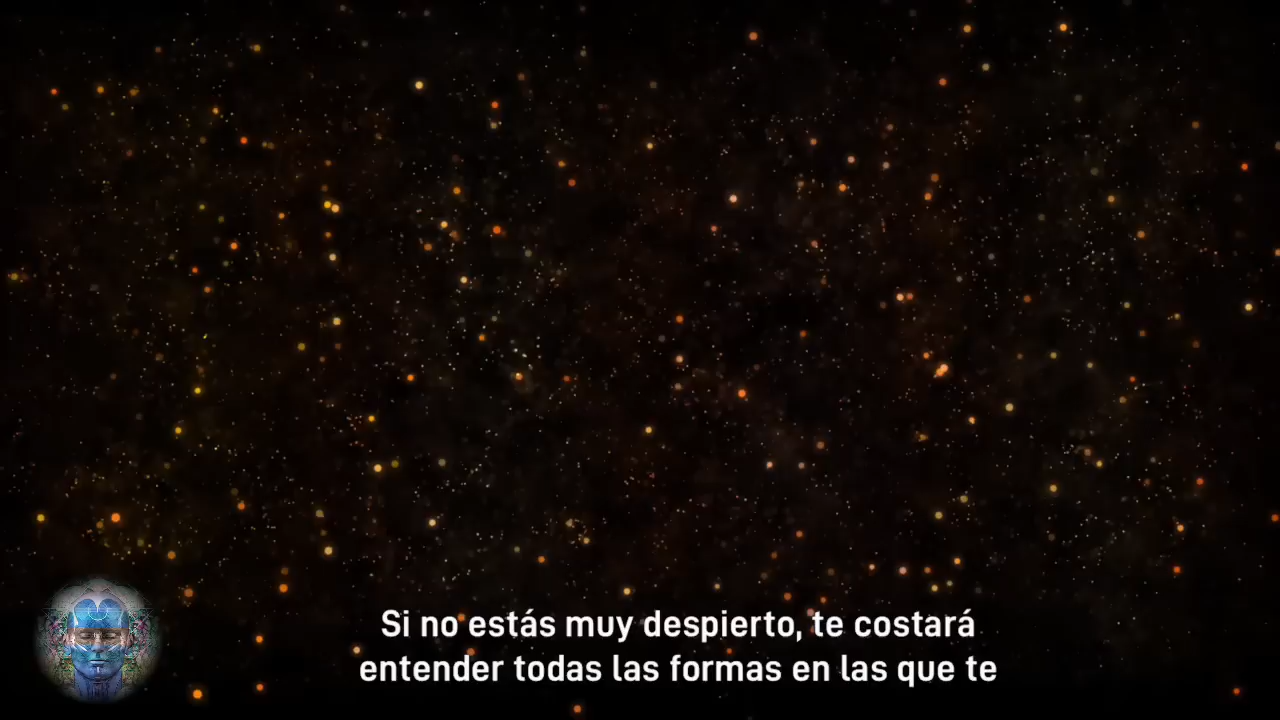 Si no estás muy despierto, te costará
entender todas las formas en las que te